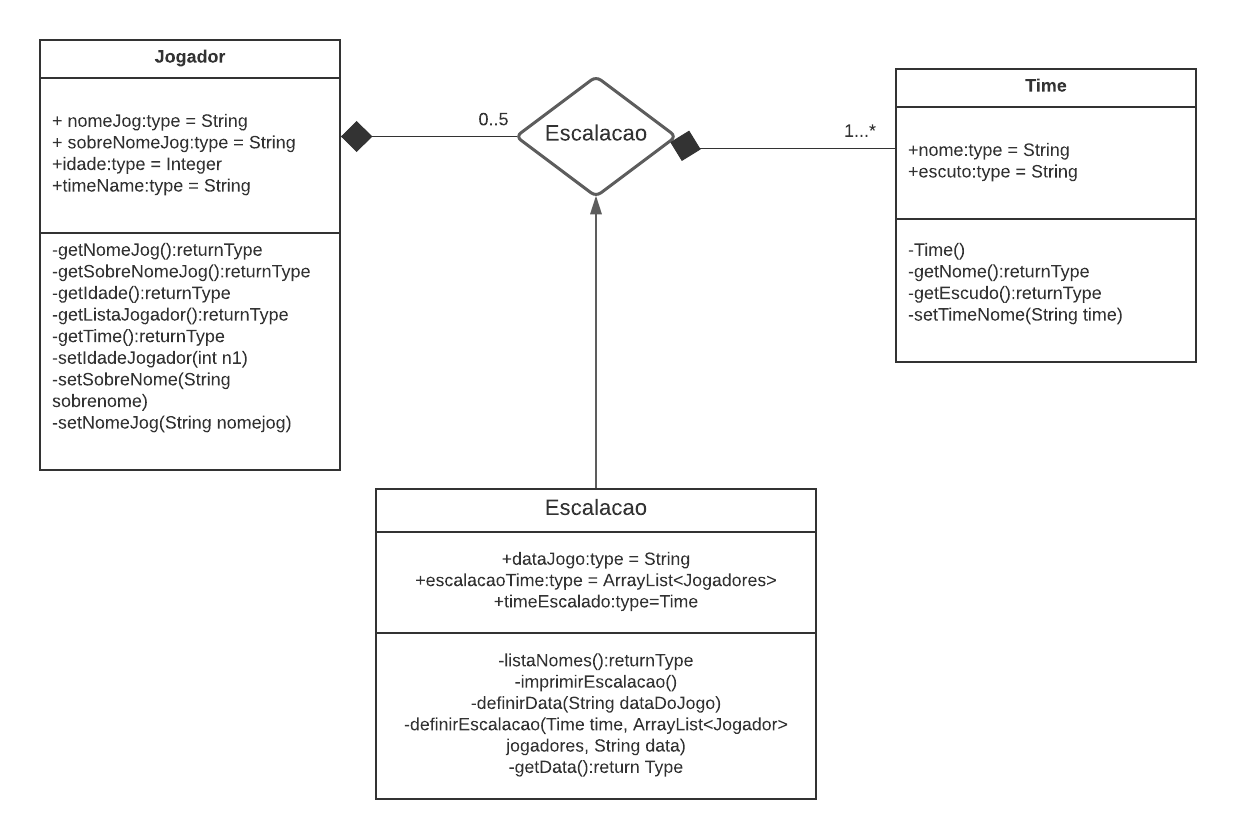 Jogador
+ nomeJog:type = String
+ sobreNomeJog:type = String
+idade:type = Integer
+timeName:type = String
-getNomeJog():returnType
-getSobreNomeJog():returnType
-getIdade():returnType
-getListaJogador():returnType
-getTime():returnType
-setIdadeJogador(int n1)
-setSobreNome(String
sobrenome)
-setNomeJog(String nomejog)
0..5
Escalacao
1...*
Time
+nome:type = String
+escuto:type = String
-Time()
-getNome():returnType
-getEscudo():returnType
-setTimeNome(String time)
Escalacao
+dataJogo:type = String
+escalacaoTime:type = ArrayList<Jogadores>
+timeEscalado:type=Time
-listaNomes():returnType
-imprimirEscalacao()
-definirData(String dataDoJogo)
-definirEscalacao(Time time, ArrayList<Jogador>
jogadores, String data)
-getData():return Type